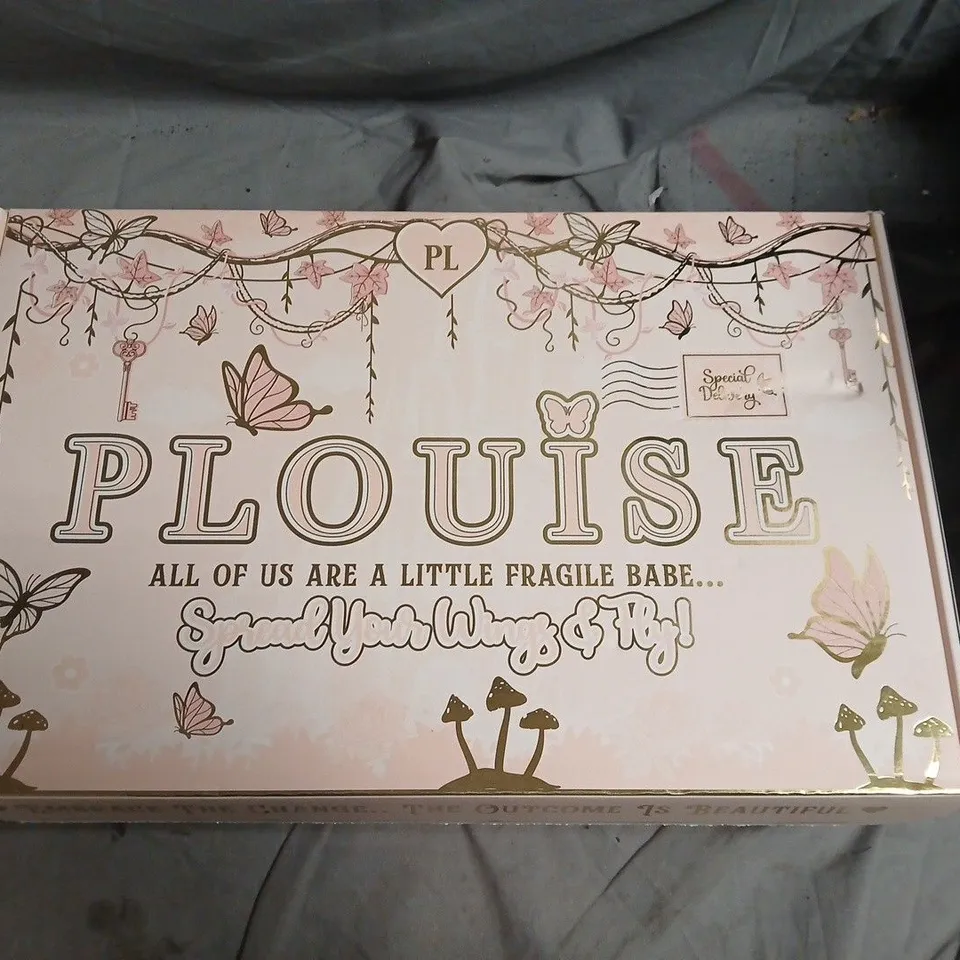 PL
Special
Delivery
PLOUISE
ALL OF US ARE A LITTLE FRAGILE BABE...
Spread Your Wings & Fly!
To Change. The Outcome Is Beautiful